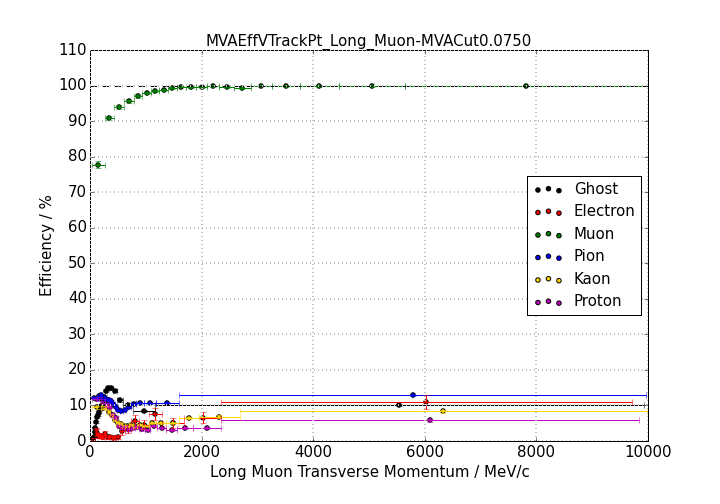 MVAEffVTrackPt_Long_Muon-MVACut0.0750
110
100
90
80
70
60
50
40
30
20
10
0
Efficiency / %
Ghost
Electron
Muon
Pion
Kaon
Proton
0 2000 4000 6000 8000 10000
Long Muon Transverse Momentum / MeV/c